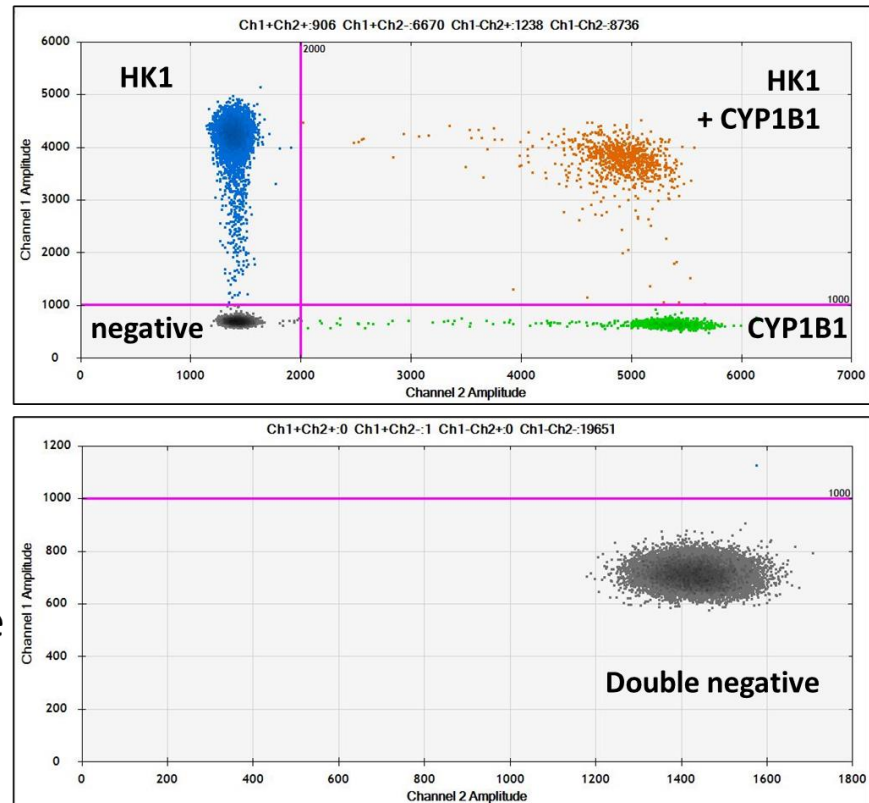 Ch1+Ch2+:906 Ch1+Ch2-:6670 Ch1-Ch2+:1238 Ch1-Ch2-:8736
6000
5000
4000
3000
2000
1000
0
Channel 1 Amplitude
2000
HK1
HK1
+ CYP1B1
1000
negative
CYP1B1
0 1000 2000 3000 4000 5000 6000 7000
Channel 2 Amplitude
Ch1+Ch2+:0 Ch1+Ch2-:1 Ch1-Ch2+:0 Ch1-Ch2-:19651
1200
1000
800
600
400
200
0
Channel 1 Amplitude
1000
Double negative
0 200 400 600 800 1000 1200 1400 1600 1800
Channel 2 Amplitude